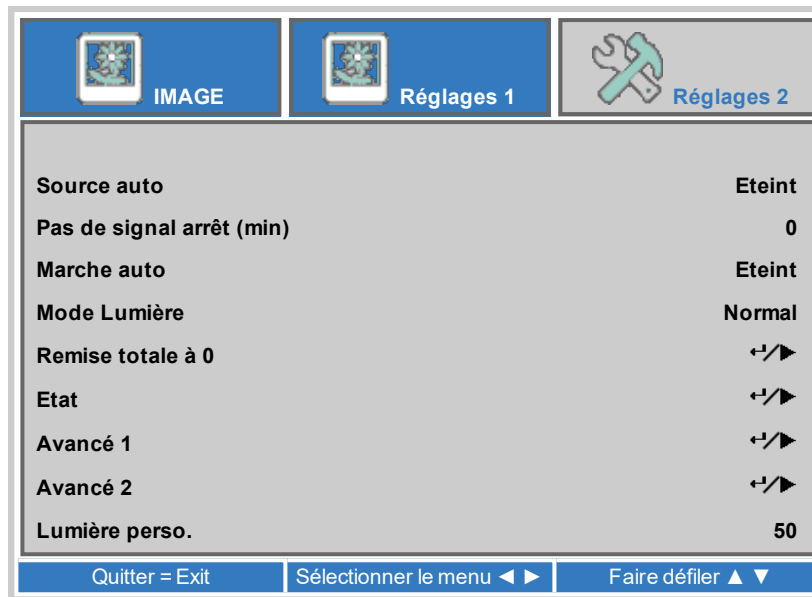 IMAGE Réglages 1 Réglages 2
Source auto Eteint
Pas de signal arrêt (min) 0
Marche auto Eteint
Mode Lumière Normal
Remise totale à 0 ↵/►
Etat ↵/►
Avancé 1 ↵/►
Avancé 2 ↵/►
Lumière perso. 50
Quitter = Exit Sélectionner le menu ◄ ► Faire défiler ▲ ▼